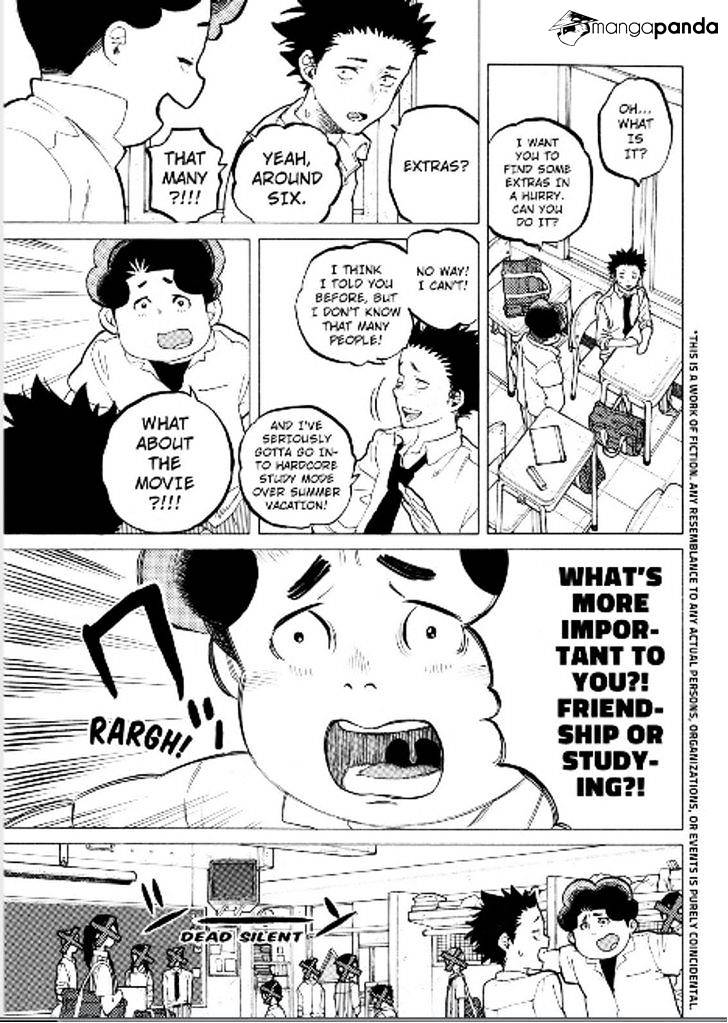 mangapanda
OH...
WHAT
IS
IT?
I WANT
YOU TO
FIND SOME
EXTRAS IN
A HURRY.
CAN YOU
DO IT?
EXTRAS?
YEAH,
AROUND
SIX.
THAT
MANY
?!!!
NO WAY!
I CAN'T!
I THINK
I TOLD YOU
BEFORE, BUT
I DON'T KNOW
THAT MANY
PEOPLE!
AND I'VE
SERIOUSLY
GOTTA GO IN-
TO HARDCORE
STUDY MODE
OVER SUMMER
VACATION!
WHAT
ABOUT
THE
MOVIE
?!!!
WHAT'S
MORE
IMPOR-
TANT TO
YOU?!
FRIEND-
SHIP OR
STUDY-
ING?!
RARGH!
DEAD SILENT
*THIS IS A WORK OF FICTION. ANY RESEMBLANCE TO ANY ACTUAL PERSONS, ORGANIZATIONS, OR EVENTS IS PURELY COINCIDENTAL